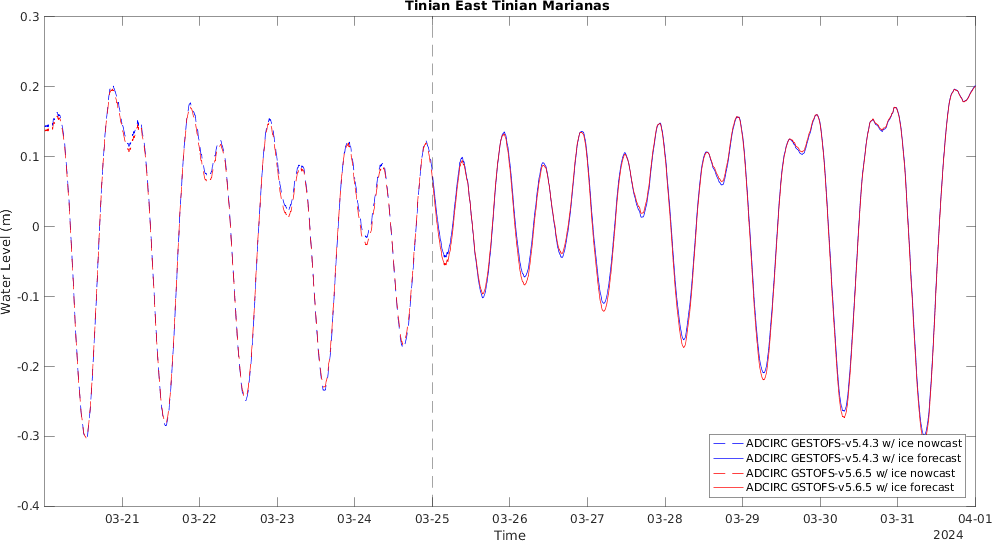 Tinian East Tinian Marianas
0.3
0.2
0.1
0
-0.1
-0.2
-0.3
-0.4
Water Level (m)
ADCIRC GESTOFS-v5.4.3 w/ ice nowcast
ADCIRC GESTOFS-v5.4.3 w/ ice forecast
ADCIRC GSTOFS-v5.6.5 w/ ice nowcast
ADCIRC GSTOFS-v5.6.5 w/ ice forecast
03-21 03-22 03-23 03-24 03-25 03-26 03-27 03-28 03-29 03-30 03-31 04-01
Time
2024